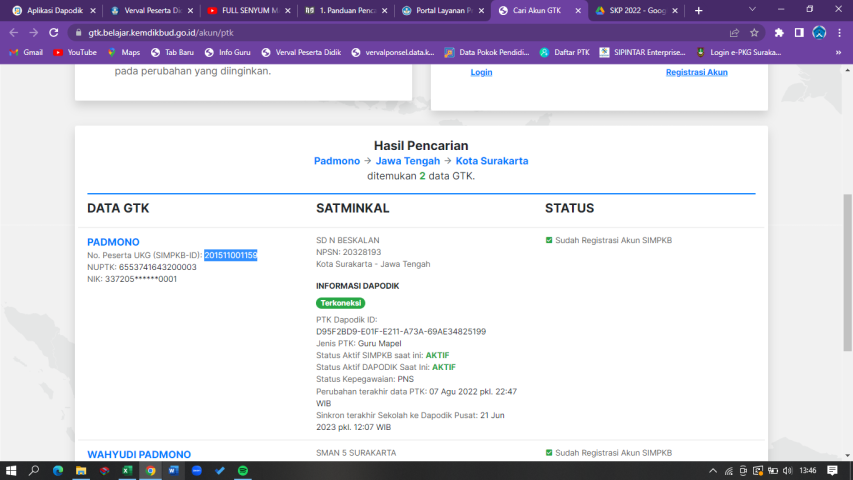 Aplikasi Dapodik
Verval Peserta Di
FULL SENYUM M
1. Panduan Penca
Portal Layanan P
Cari Akun GTK
SKP 2022 - Goog
gtk.belajar.kemdikbud.go.id/akun/ptk
Gmail
YouTube
Maps
Tab Baru
Info Guru
Verval Peserta Didik
vervalponsel.data.k...
Data Pokok Pendidi...
Daftar PTK
SIPINTAR Enterprise...
Login e-PKG Suraka...
pada perubahan yang diinginkan.
Login
Registrasi Akun
Hasil Pencarian
Padmono → Jawa Tengah → Kota Surakarta
ditemukan 2 data GTK.
DATA GTK
SATMINKAL
STATUS
PADMONO
No. Peserta UKG (SIMPKB-ID): 201511001159
NUPTK: 6553741643200003
NIK: 337205******0001
SD N BESKALAN
NPSN: 20328193
Kota Surakarta - Jawa Tengah
INFORMASI DAPODIK
Terkoneksi
PTK Dapodik ID:
D95F2BD9-E01F-E211-A73A-69AE34825199
Jenis PTK: Guru Mapel
Status Aktif SIMPKB saat ini: AKTIF
Status Aktif DAPODIK Saat Ini: AKTIF
Status Kepegawaian: PNS
Perubahan terakhir data PTK: 07 Agu 2022 pkl. 22:47
WIB
Sinkron terakhir Sekolah ke Dapodik Pusat: 21 Jun
2023 pkl. 12:07 WIB
Sudah Registrasi Akun SIMPKB
WAHYUDI PADMONO
SMAN 5 SURAKARTA
Sudah Registrasi Akun SIMPKB
13:46